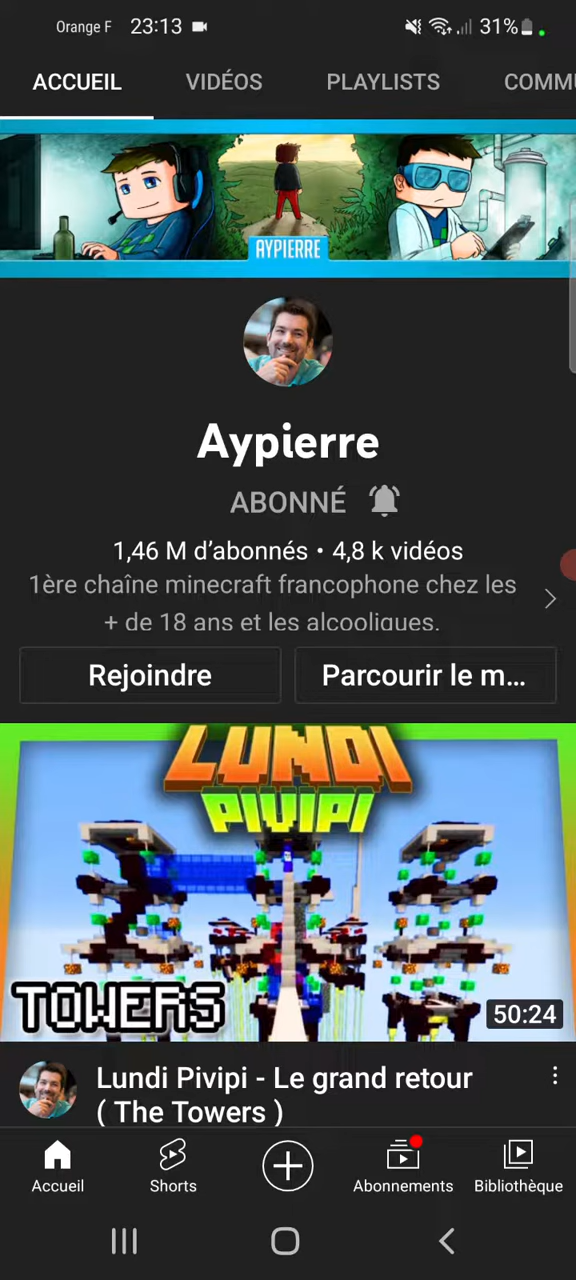 Orange F 23:13 31%
ACCUEIL VIDÉOS PLAYLISTS COMMU
AYPIERRE
Aypierre
ABONNÉ
1,46 M d’abonnés • 4,8 k vidéos
1ère chaîne minecraft francophone chez les
+ de 18 ans et les alcooliques.
Rejoindre Parcourir le m...
LUNDI
PIVIPI
TOWERS
50:24
Lundi Pivipi - Le grand retour
( The Towers )
Accueil Shorts Abonnements Bibliothèque